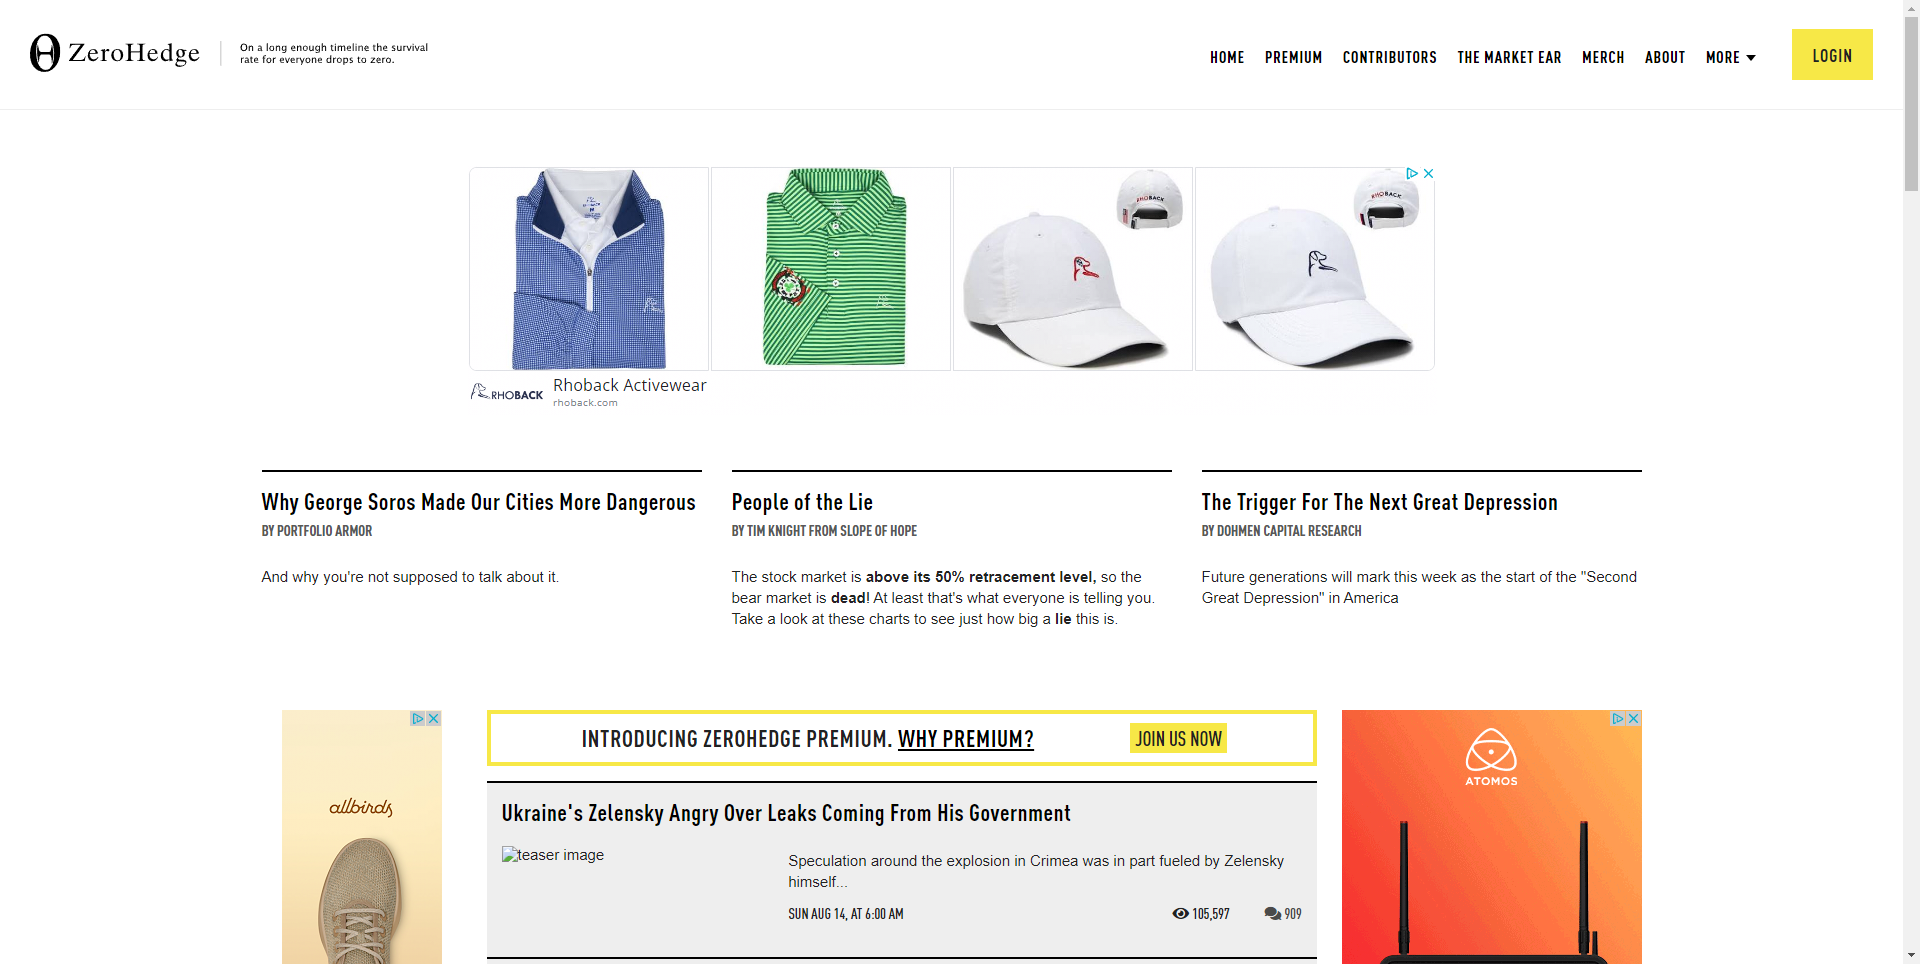 ZeroHedge
On a long enough timeline the survival
rate for everyone drops to zero.
HOME PREMIUM CONTRIBUTORS THE MARKET EAR MERCH ABOUT MORE LOGIN
RHOBACK
RHOBACK
RHOBACK
Rhoback Activewear
rhoback.com
Why George Soros Made Our Cities More Dangerous
BY PORTFOLIO ARMOR
And why you're not supposed to talk about it.
People of the Lie
BY TIM KNIGHT FROM SLOPE OF HOPE
The stock market is above its 50% retracement level, so the
bear market is dead! At least that's what everyone is telling you.
Take a look at these charts to see just how big a lie this is.
The Trigger For The Next Great Depression
BY DOHMEN CAPITAL RESEARCH
Future generations will mark this week as the start of the "Second
Great Depression" in America
allbirds
INTRODUCING ZEROHEDGE PREMIUM. WHY PREMIUM? JOIN US NOW
Ukraine's Zelensky Angry Over Leaks Coming From His Government
teaser image
Speculation around the explosion in Crimea was in part fueled by Zelensky
himself...
SUN AUG 14, AT 6:00 AM 105,597 909
ATOMOS